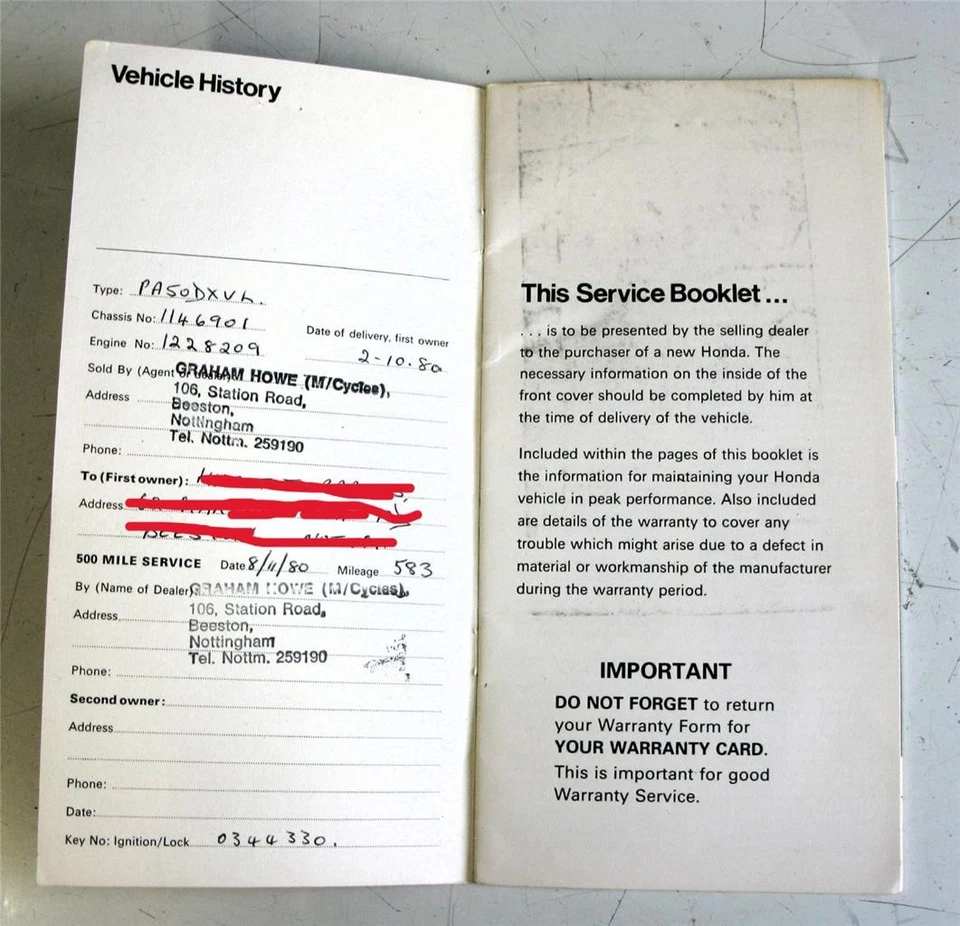 Vehicle History
Type: PA50DXVL.
Chassis No: 1146901
Engine No: 1228209
Date of delivery, first owner
2-10.80
Sold By (Agent GRAHAM HOWE (M/Cycles),
Address 106, Station Road,
Beeston,
Nottingham
Tel. Nottm. 259190
Phone:
To (First owner):
Address
500 MILE SERVICE Date 8/11/80 Mileage 583
By (Name of Dealer) GRAHAM HOWE (M/Cycles),
Address 106, Station Road,
Beeston,
Nottingham
Tel. Nottm. 259190
Phone:
Second owner:
Address
Phone:
Date:
Key No: Ignition/Lock 0344330.
This Service Booklet...
. . . is to be presented by the selling dealer
to the purchaser of a new Honda. The
necessary information on the inside of the
front cover should be completed by him at
the time of delivery of the vehicle.
Included within the pages of this booklet is
the information for maintaining your Honda
vehicle in peak performance. Also included
are details of the warranty to cover any
trouble which might arise due to a defect in
material or workmanship of the manufacturer
during the warranty period.
IMPORTANT
DO NOT FORGET to return
your Warranty Form for
YOUR WARRANTY CARD.
This is important for good
Warranty Service.